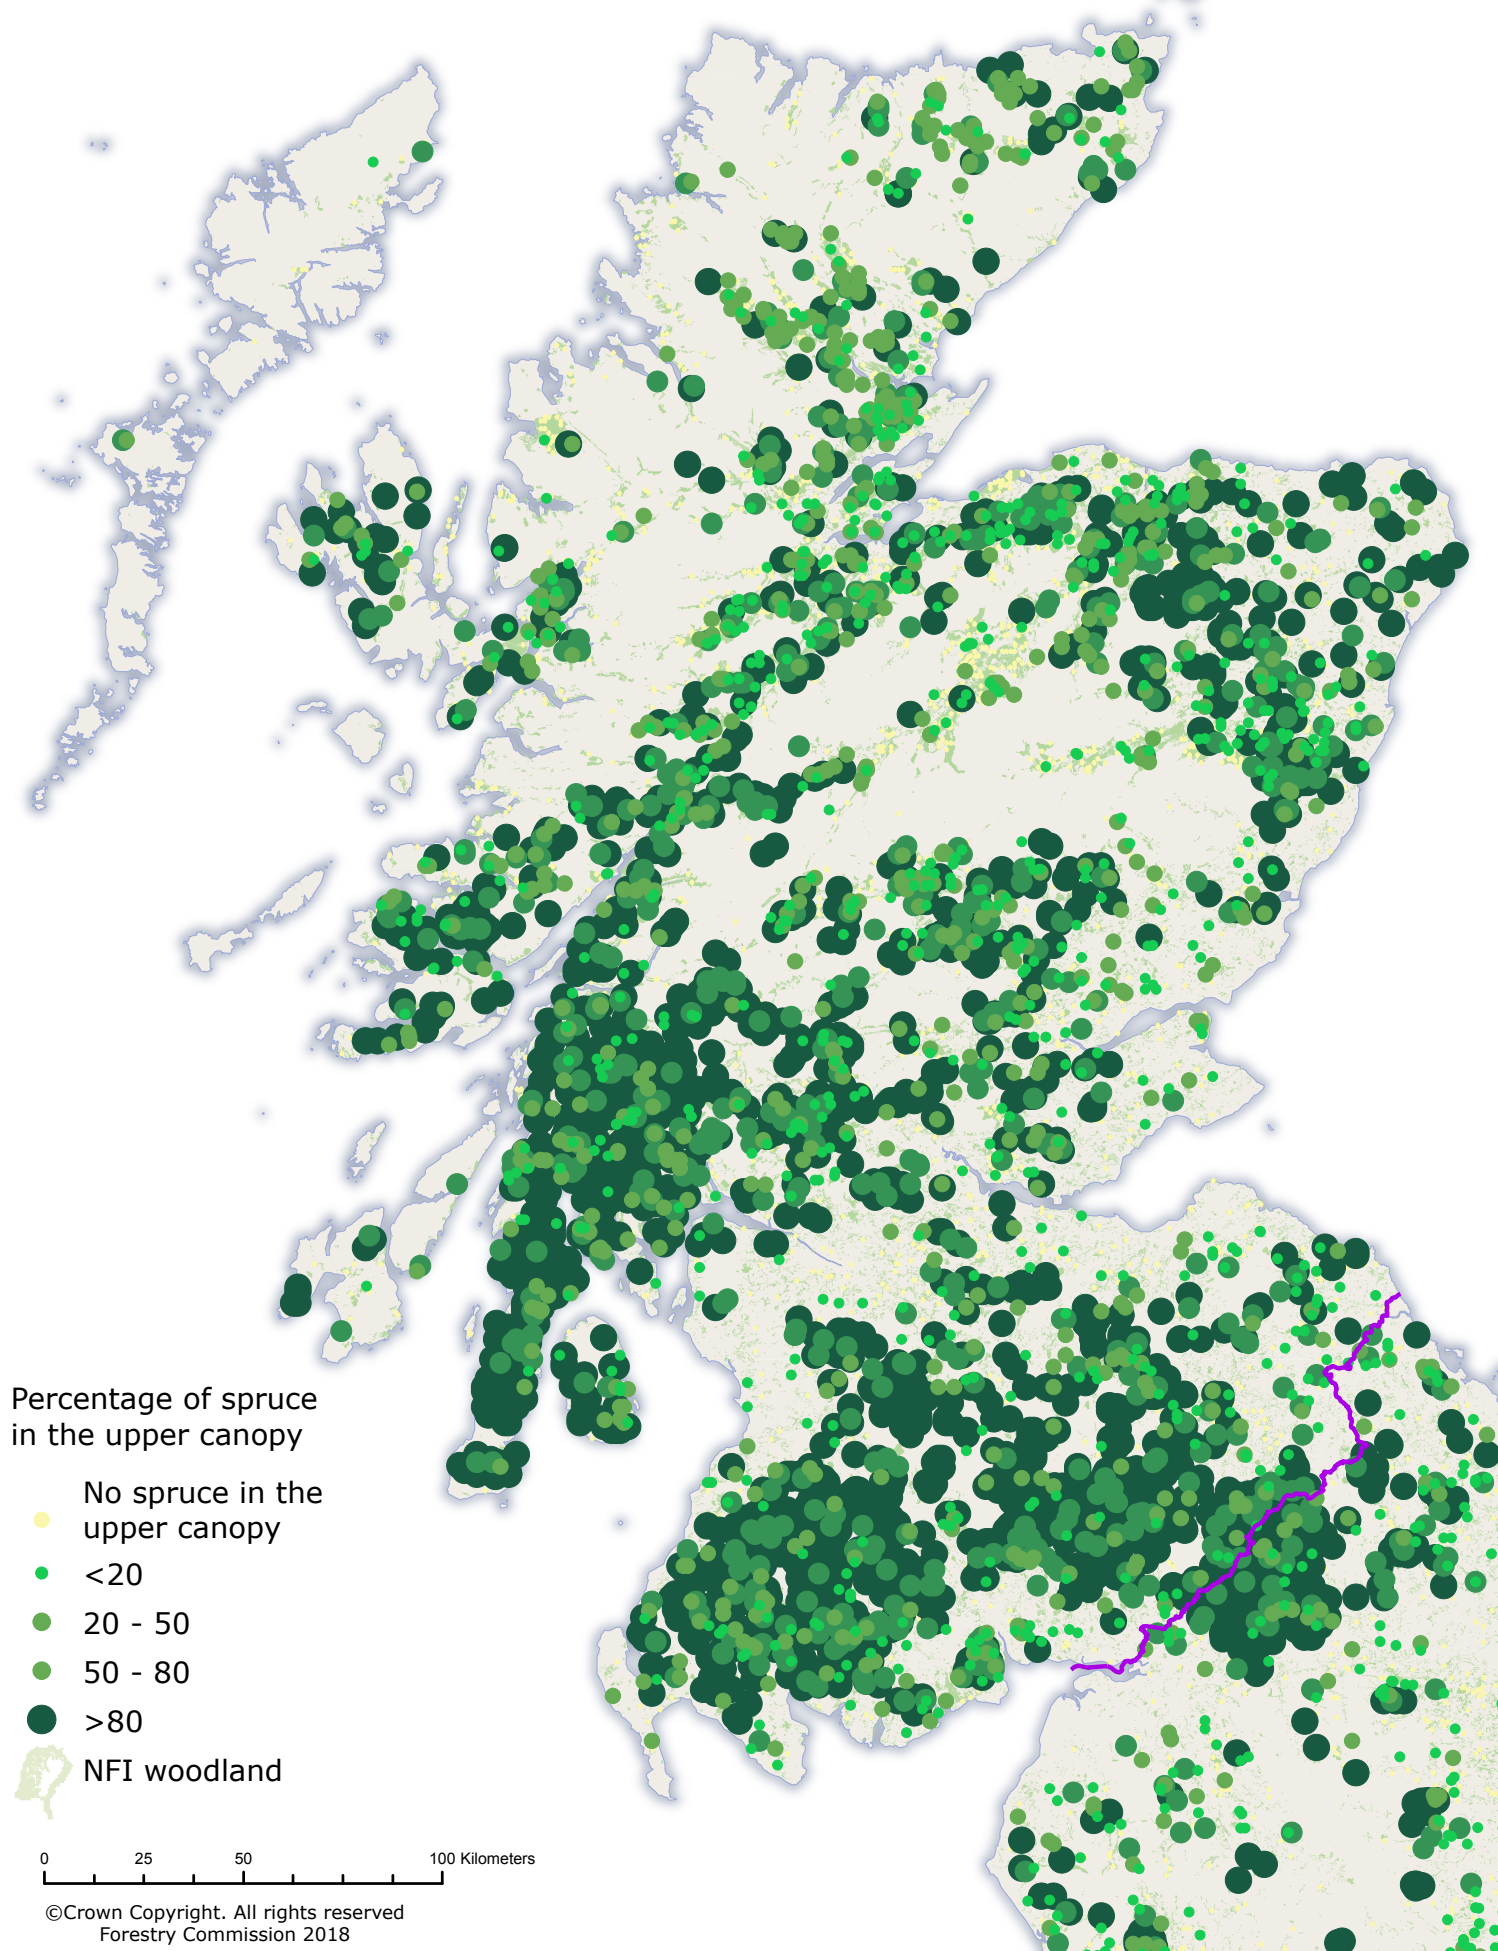 Percentage of spruce
in the upper canopy
No spruce in the
upper canopy
<20
20 - 50
50 - 80
>80
NFI woodland
0 25 50 100 Kilometers
©Crown Copyright. All rights reserved
Forestry Commission 2018